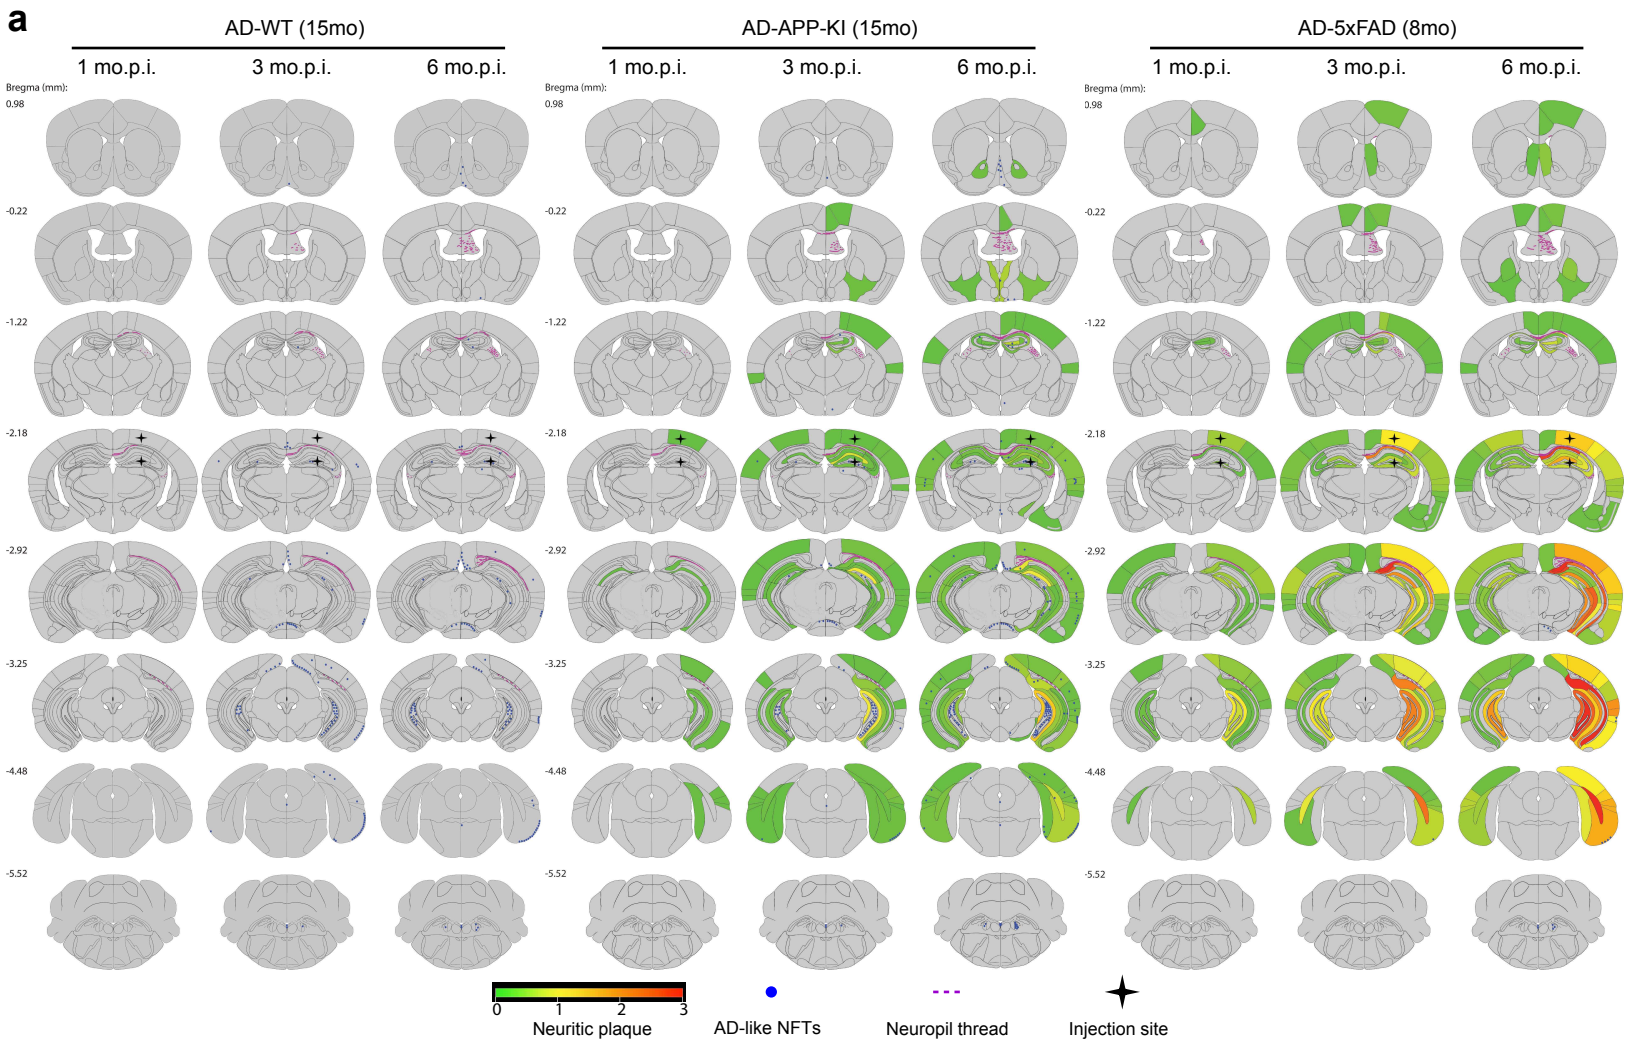 a
AD-WT (15mo) AD-APP-KI (15mo) AD-5xFAD (8mo)
1 mo.p.i. 3 mo.p.i. 6 mo.p.i. 1 mo.p.i. 3 mo.p.i. 6 mo.p.i. 1 mo.p.i. 3 mo.p.i. 6 mo.p.i.
Bregma (mm): Bregma (mm): Bregma (mm):
0.98 0.98 0.98
-0.22 -0.22 -0.22
-1.22 -1.22 -1.22
-2.18 -2.18 -2.18
-2.92 -2.92 -2.92
-3.25 -3.25 -3.25
-4.48 -4.48 -4.48
-5.52 -5.52 -5.52
0 1 2 3
Neuritic plaque AD-like NFTs Neuropil thread Injection site